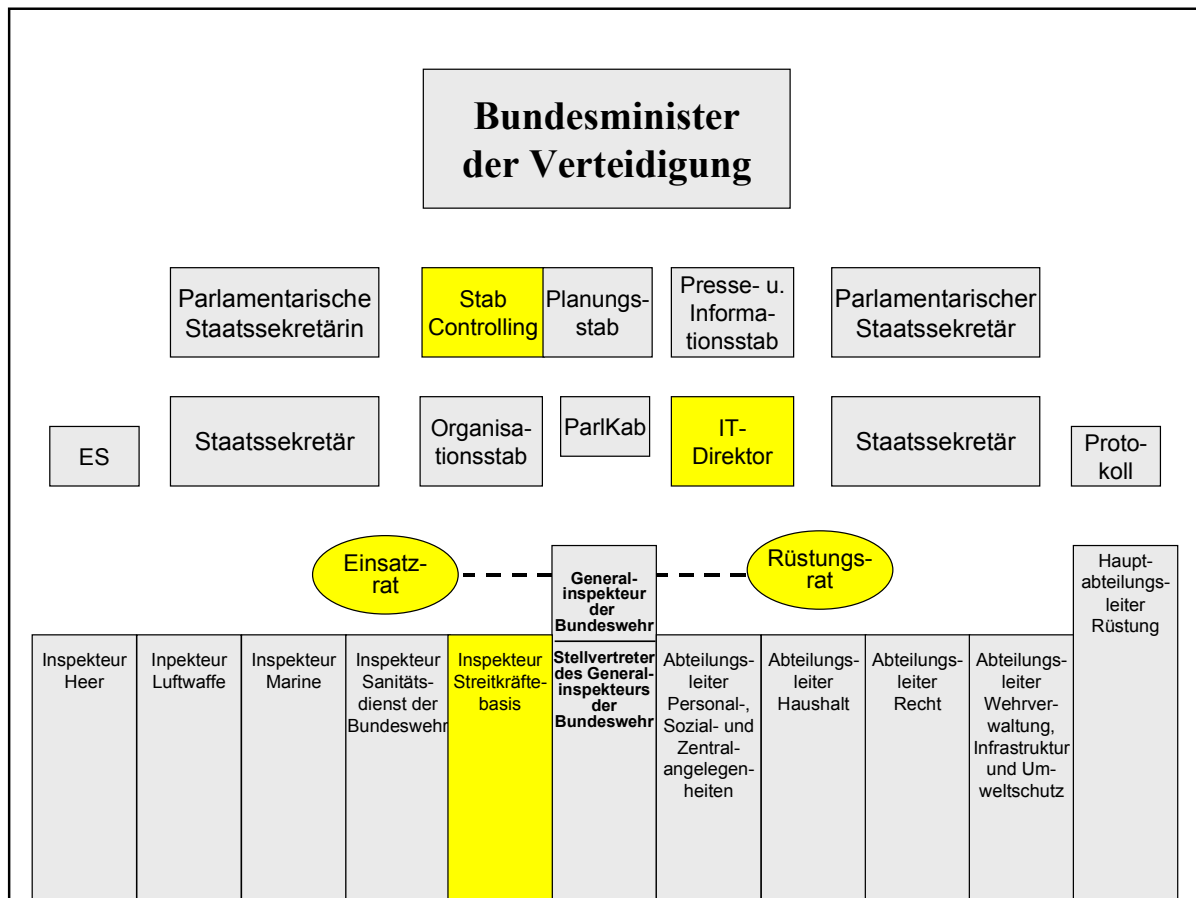 Bundesminister
der Verteidigung
Parlamentarische
Staatssekretärin
Stab
Controlling
Planungs-
stab
Presse- u.
Informa-
tionsstab
Parlamentarischer
Staatssekretär
ES
Staatssekretär
Organisa-
tionsstab
ParlKab
IT-
Direktor
Staatssekretär
Proto-
koll
Einsatz-
rat
General-
inspekteur
der
Bundeswehr
Rüstungs-
rat
Haupt-
abteilungs-
leiter
Rüstung
Inspekteur
Heer
Inpekteur
Luftwaffe
Inspekteur
Marine
Inspekteur
Sanitäts-
dienst der
Bundeswehr
Inspekteur
Streitkräfte-
basis
Stellvertreter
des General-
inspekteurs
der
Bundeswehr
Abteilungs-
leiter
Personal-,
Sozial- und
Zentral-
angelegen-
heiten
Abteilungs-
leiter
Haushalt
Abteilungs-
leiter
Recht
Abteilungs-
leiter
Wehrver-
waltung,
Infrastruktur
und Um-
weltschutz